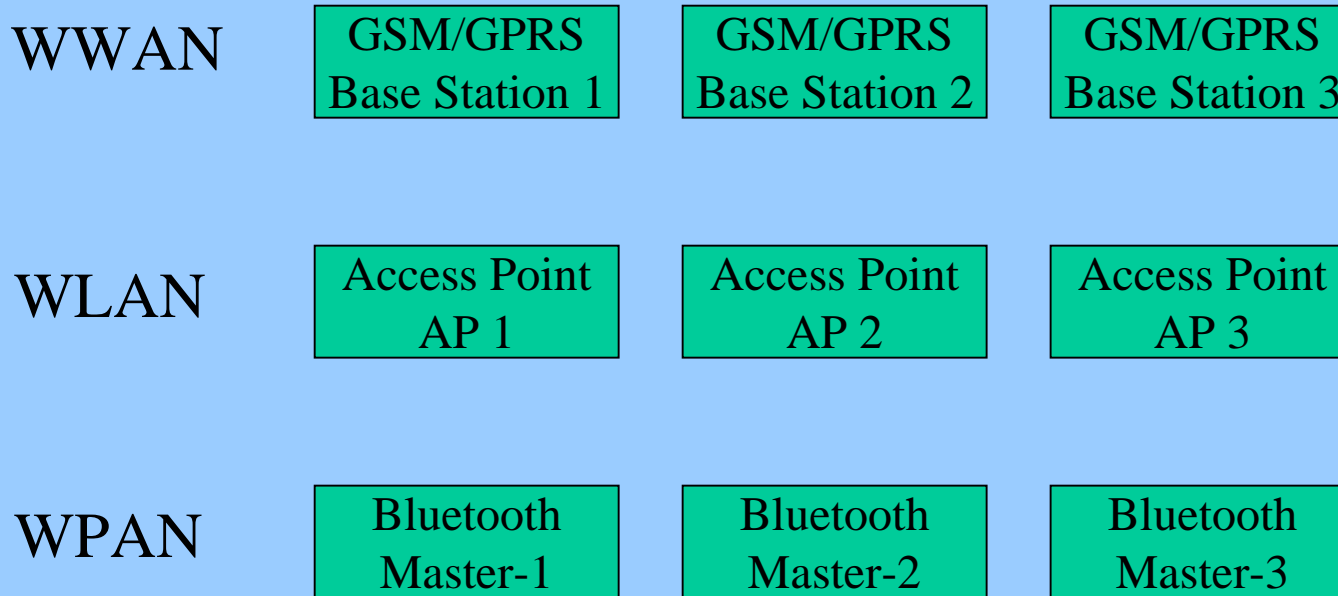 WWAN
GSM/GPRS
Base Station 1
GSM/GPRS
Base Station 2
GSM/GPRS
Base Station 3
WLAN
Access Point
AP 1
Access Point
AP 2
Access Point
AP 3
WPAN
Bluetooth
Master-1
Bluetooth
Master-2
Bluetooth
Master-3